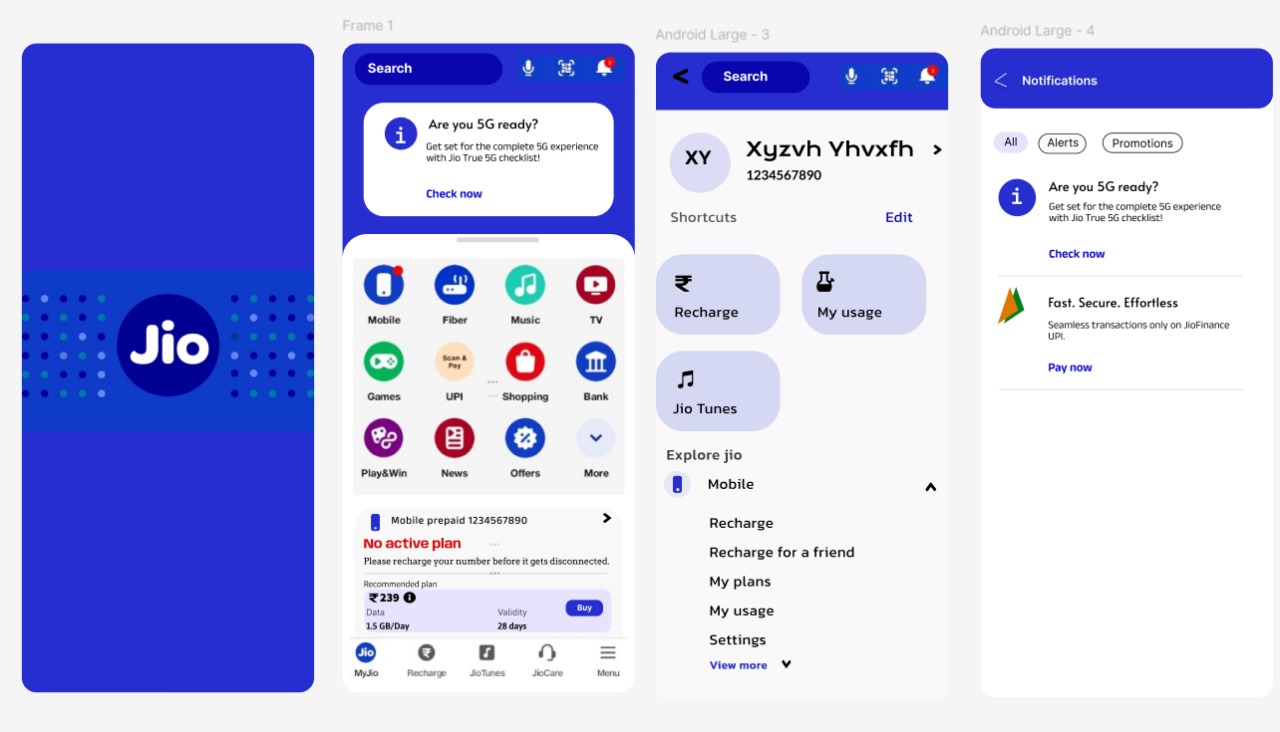 Jio
Frame 1
Search
Are you 5G ready?
Get set for the complete 5G experience
with Jio True 5G checklist!
Check now
Mobile
Fiber
Music
TV
Games
Scan &
Pay
UPI
Shopping
Bank
Play&Win
News
Offers
More
Mobile prepaid 1234567890
No active plan
Please recharge your number before it gets disconnected.
Recommended plan
₹ 239
Data
Validity
Buy
1.5 GB/Day
28 days
Jio
MyJio
Recharge
JioTunes
JioCare
Menu
Android Large - 3
Search
XY
Xyzvh Yhvxfh
1234567890
Shortcuts
Edit
₹
Recharge
My usage
Jio Tunes
Explore jio
Mobile
Recharge
Recharge for a friend
My plans
My usage
Settings
View more
Android Large - 4
Notifications
All
Alerts
Promotions
Are you 5G ready?
Get set for the complete 5G experience
with Jio True 5G checklist!
Check now
Fast. Secure. Effortless
Seamless transactions only on JioFinance
UPI.
Pay now